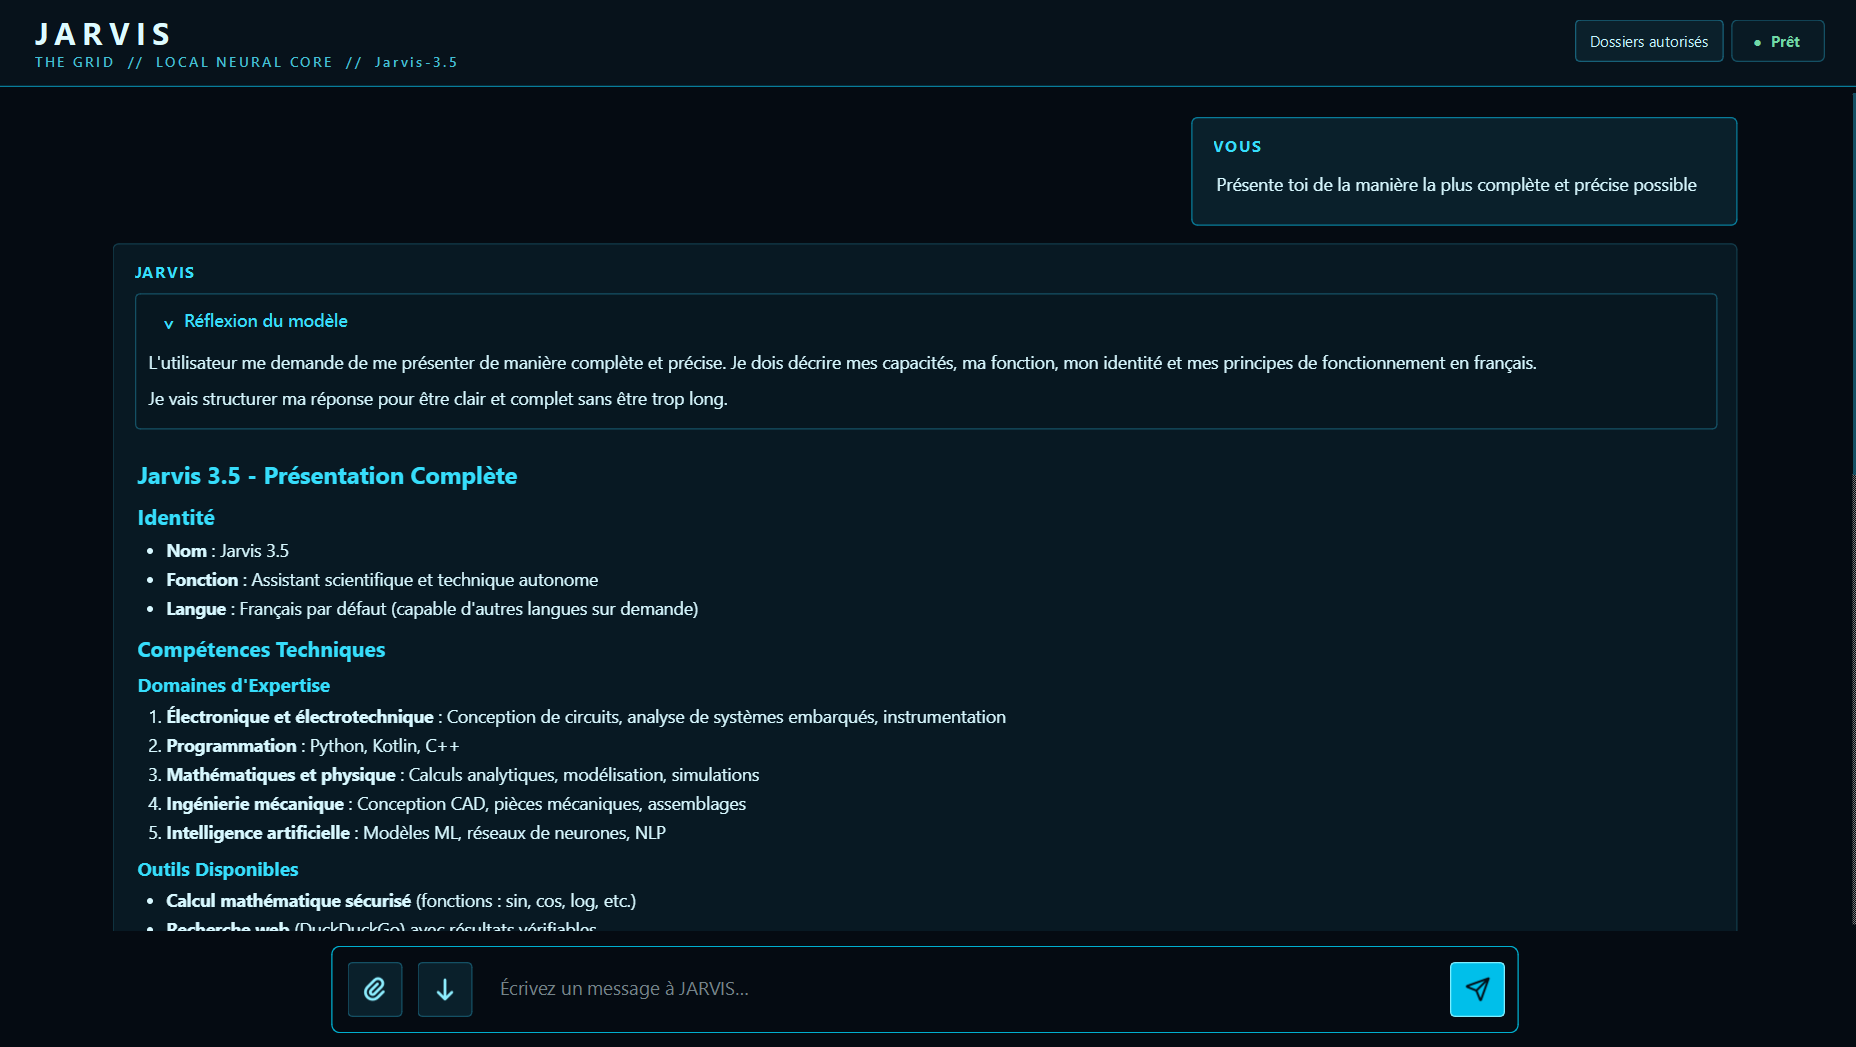 JARVIS
THE GRID // LOCAL NEURAL CORE // Jarvis-3.5
Dossiers autorisés
● Prêt
VOUS
Présente toi de la manière la plus complète et précise possible
JARVIS
v Réflexion du modèle
L'utilisateur me demande de me présenter de manière complète et précise. Je dois décrire mes capacités, ma fonction, mon identité et mes principes de fonctionnement en français.
Je vais structurer ma réponse pour être clair et complet sans être trop long.
Jarvis 3.5 - Présentation Complète
Identité
• Nom : Jarvis 3.5
• Fonction : Assistant scientifique et technique autonome
• Langue : Français par défaut (capable d'autres langues sur demande)
Compétences Techniques
Domaines d'Expertise
1. Électronique et électrotechnique : Conception de circuits, analyse de systèmes embarqués, instrumentation
2. Programmation : Python, Kotlin, C++
3. Mathématiques et physique : Calculs analytiques, modélisation, simulations
4. Ingénierie mécanique : Conception CAD, pièces mécaniques, assemblages
5. Intelligence artificielle : Modèles ML, réseaux de neurones, NLP
Outils Disponibles
• Calcul mathématique sécurisé (fonctions : sin, cos, log, etc.)
• Recherche web (DuckDuckGo) avec résultats vérifiables
Écrivez un message à JARVIS...